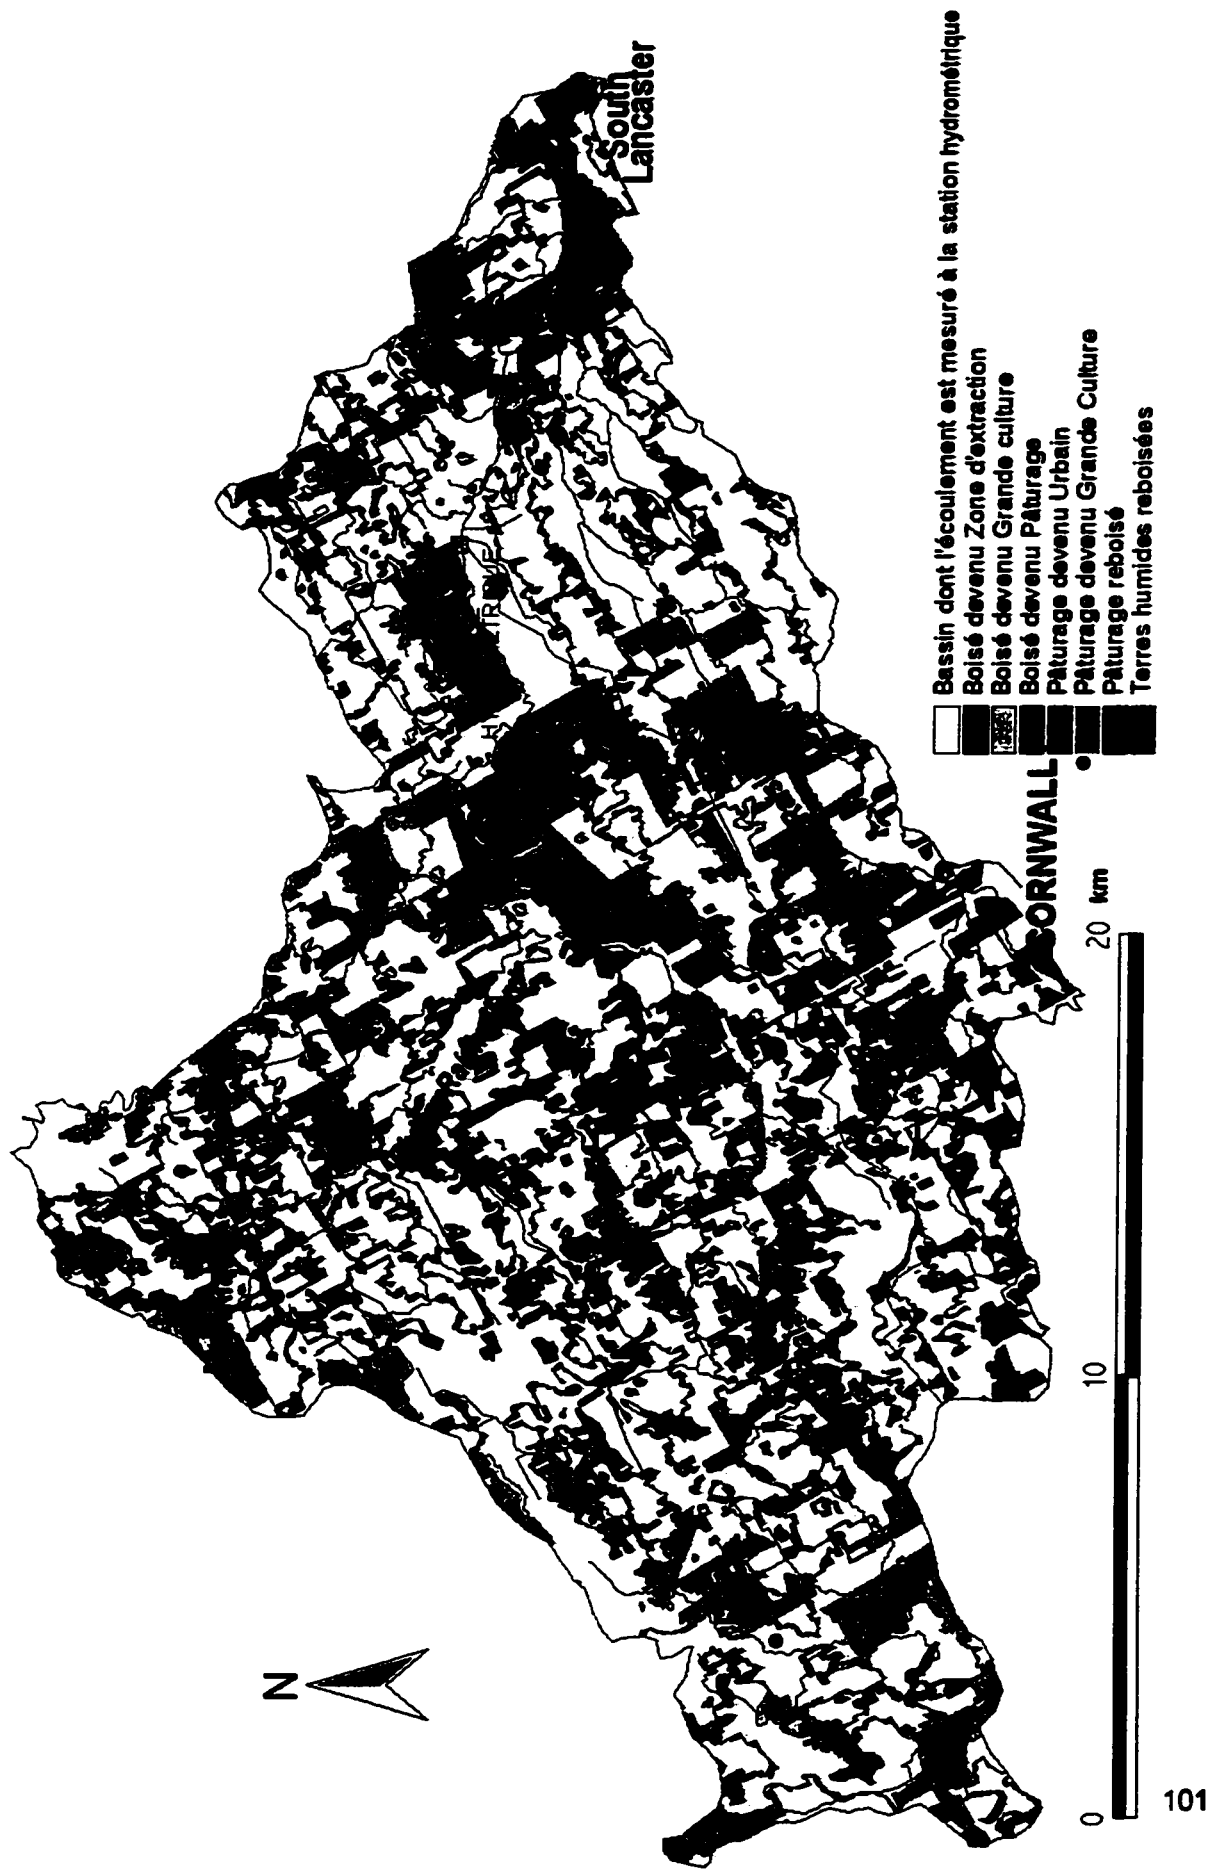 N
South
Lancaster
Bassin dont l'écoulement est mesuré à la station hydrométrique
Boisé devenu Zone d'extraction
Boisé devenu Grande culture
Boisé devenu Pâturage
Pâturage devenu Urbain
Pâturage devenu Grande Culture
Pâturage reboisé
Terres humides reboisées
CORNWALL
0
10
20 km
101